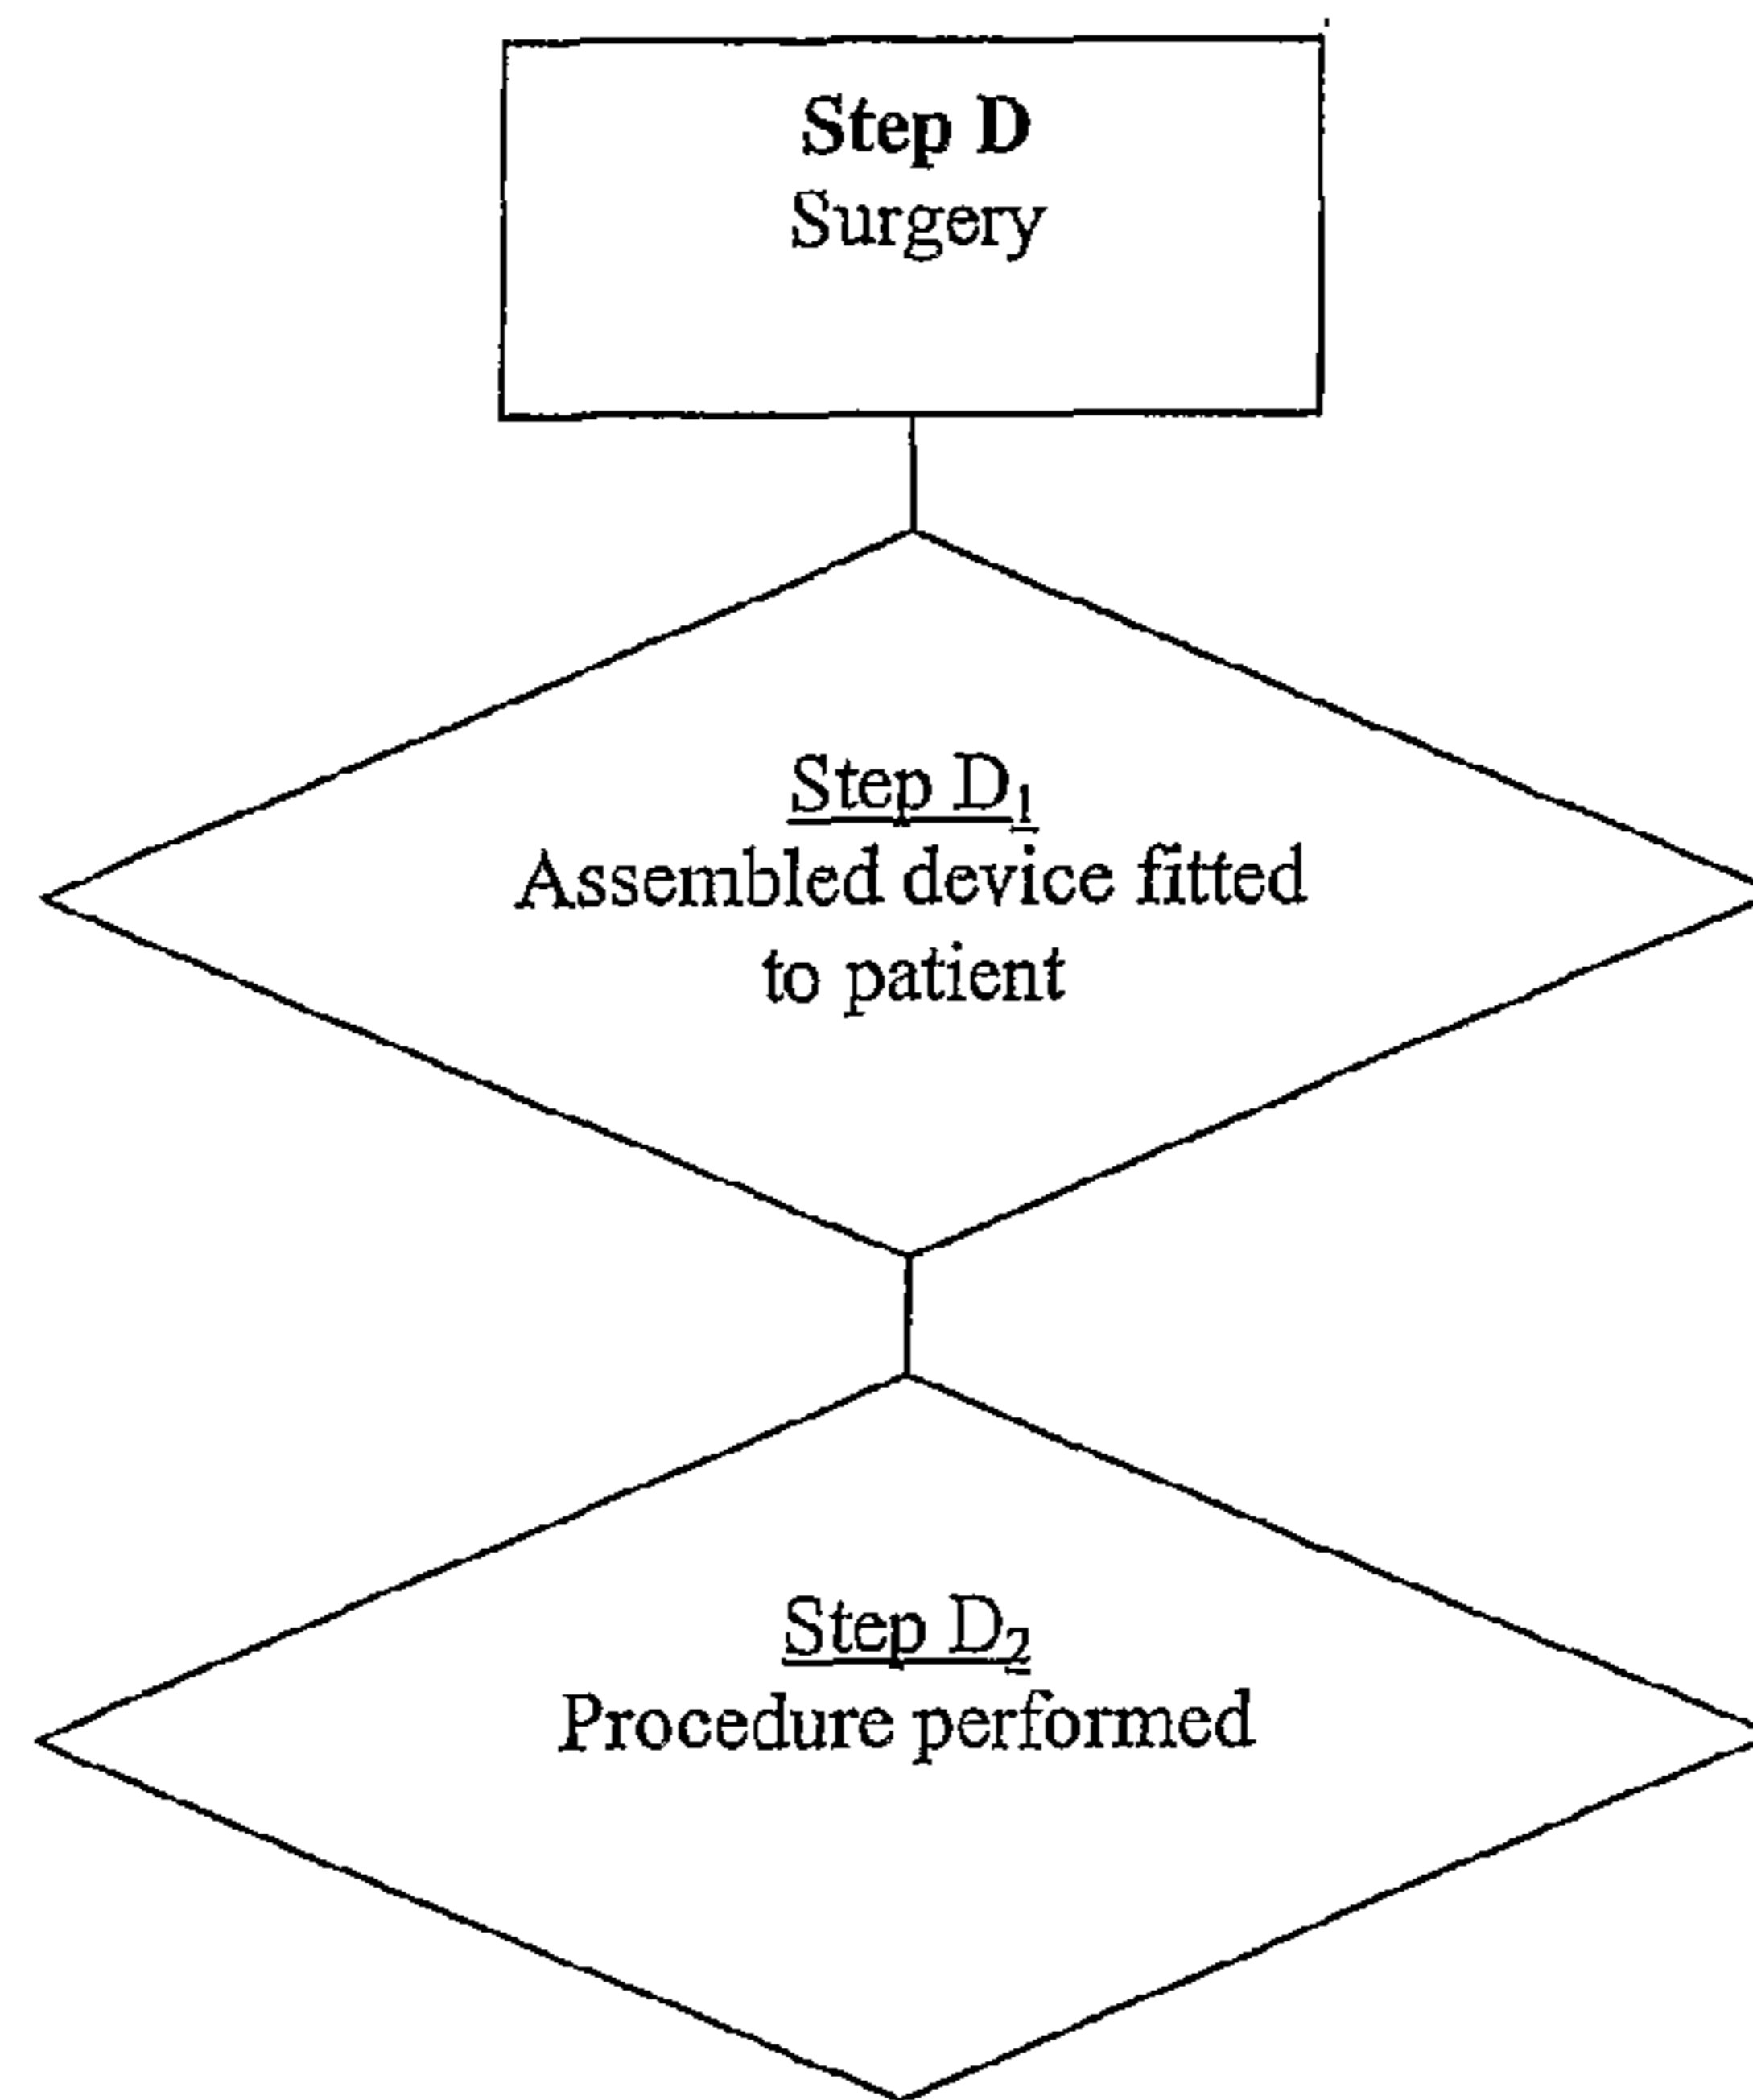 Step D
Surgery
Step D₁
Assembled device fitted
to patient
Step D₂
Procedure performed